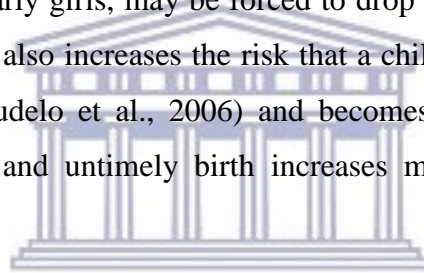 rly girls, may be forced to drop
also increases the risk that a chil
udelo et al., 2006) and becomes
and untimely birth increases m